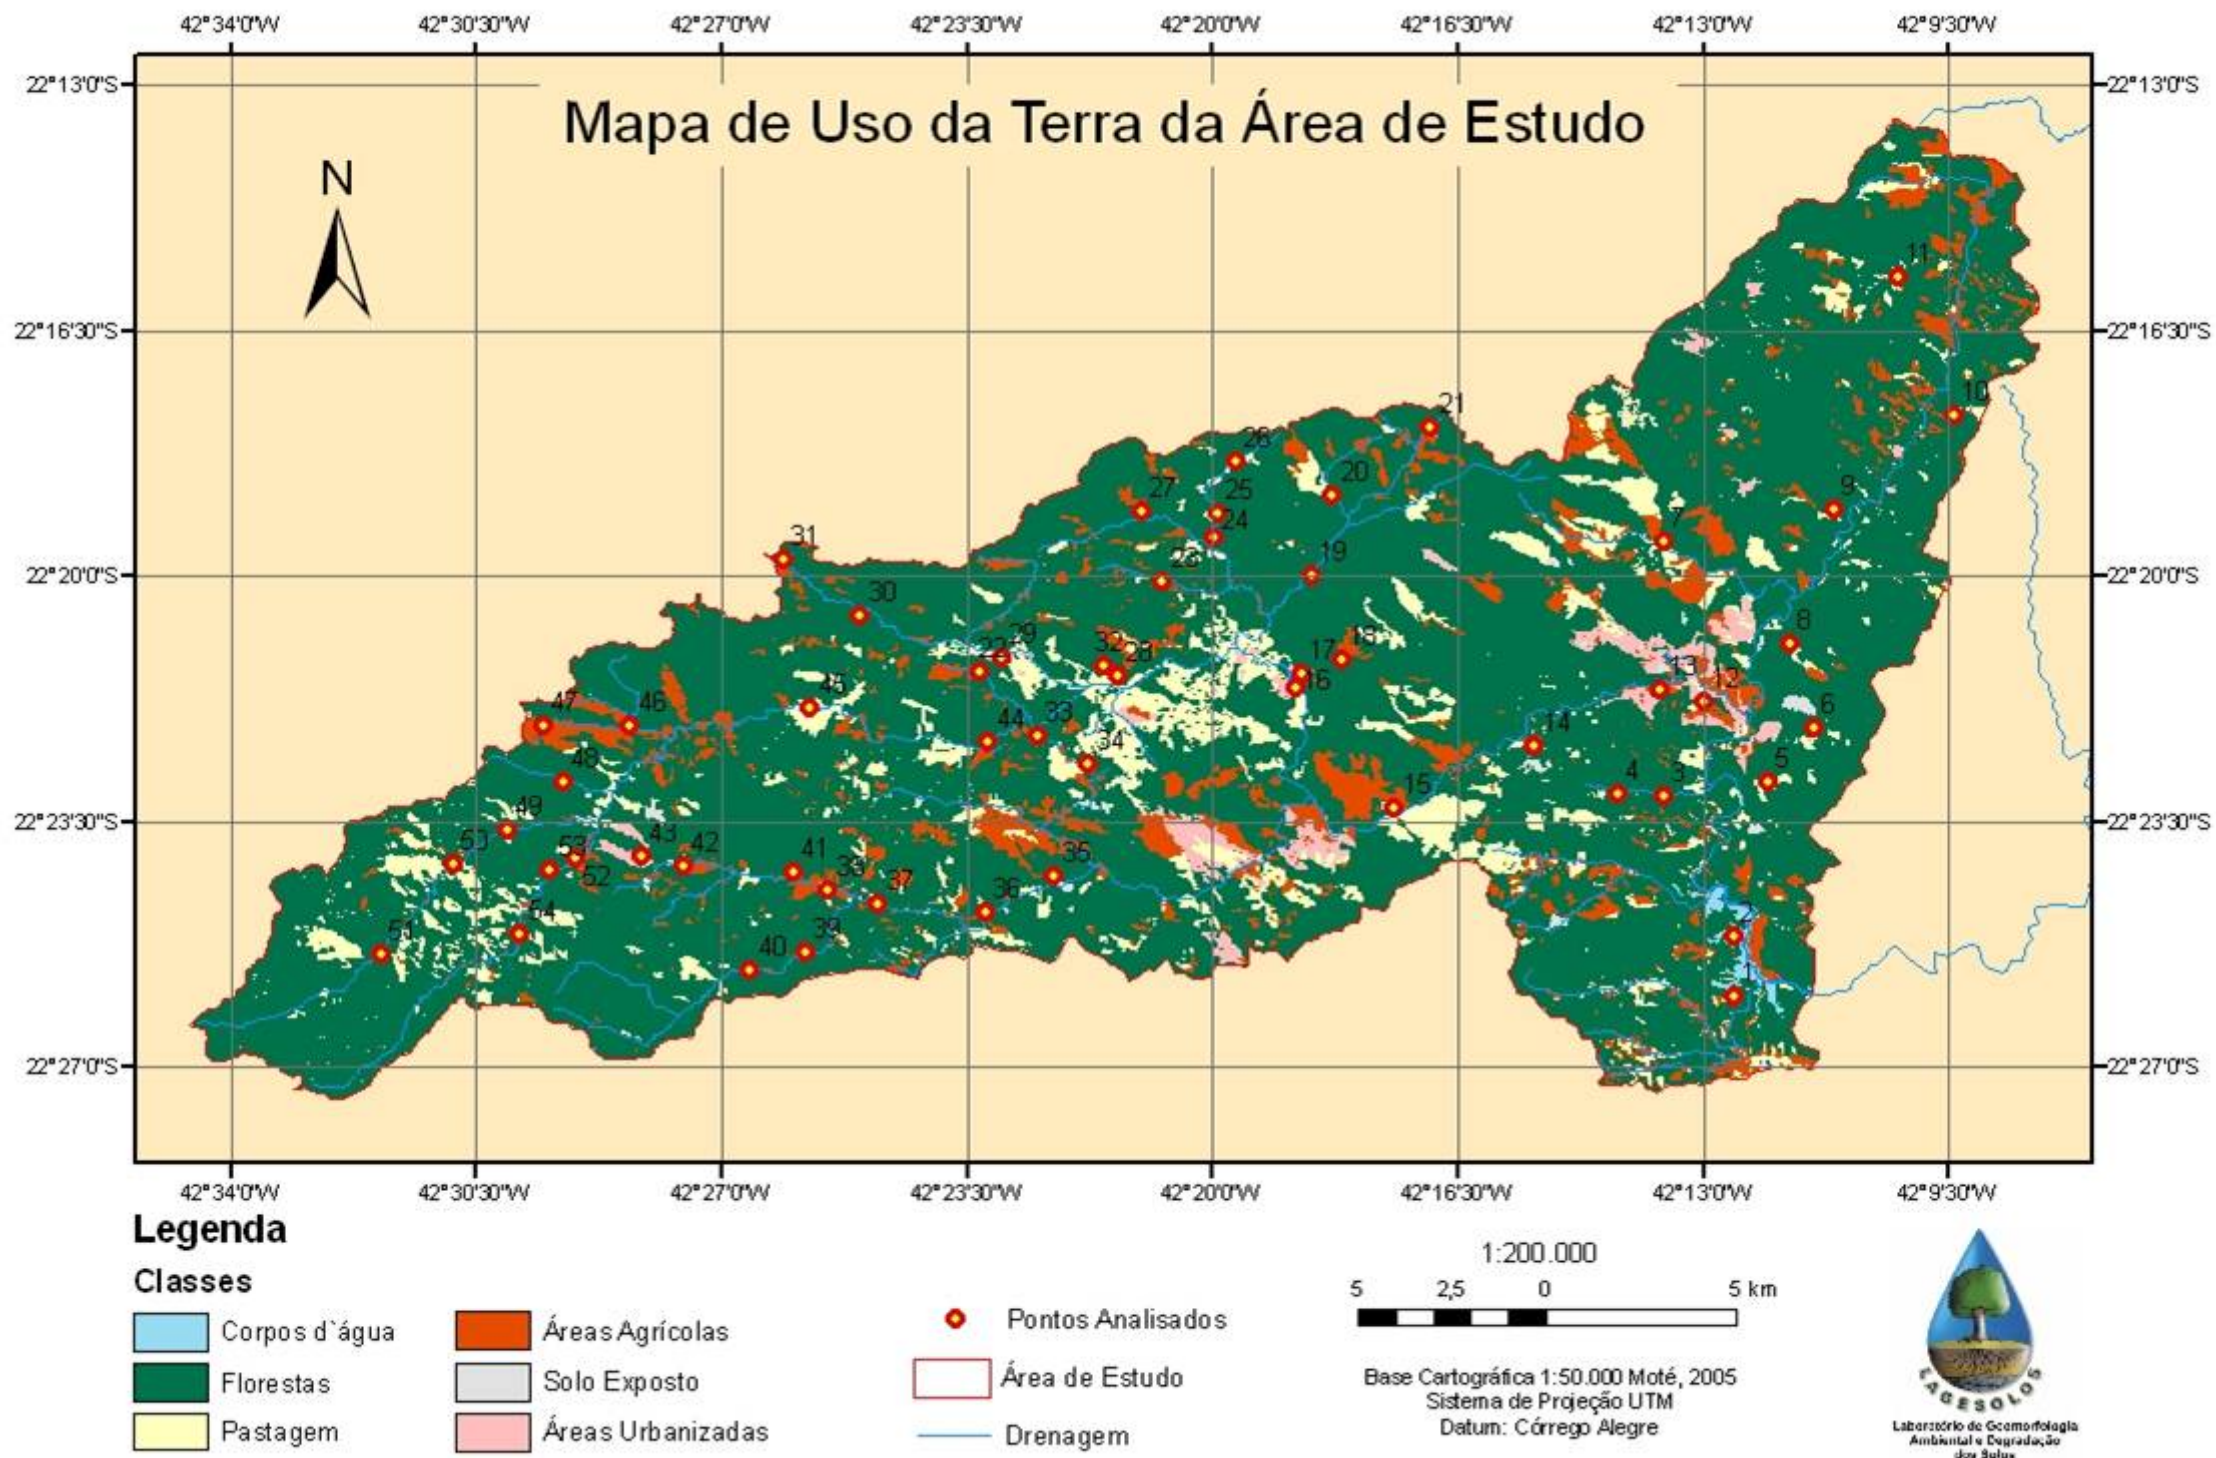 42°34'0"W 42°30'30"W 42°27'0"W 42°23'30"W 42°20'0"W 42°16'30"W 42°13'0"W 42°9'30"W
22°13'0"S 22°13'0"S
Mapa de Uso da Terra da Área de Estudo
N
11
22°16'30"S 22°16'30"S
10
21
26
20
27 25 9
24 7
31 23 19
22°20'0"S 22°20'0"S
30
8
22 29 32 28 17 18
16 13 12
45
47 46 6
44 33 14
34
48 5
4 3
15
49
22°23'30"S 22°23'30"S
50 53 43 42
52 41 38 37 35
36
54 2
51 40 39
1
22°27'0"S 22°27'0"S
42°34'0"W 42°30'30"W 42°27'0"W 42°23'30"W 42°20'0"W 42°16'30"W 42°13'0"W 42°9'30"W
Legenda
Classes
Corpos d`água
Florestas
Pastagem
Áreas Agrícolas
Solo Exposto
Áreas Urbanizadas
Pontos Analisados
Área de Estudo
Drenagem
1:200.000
5 2,5 0 5 km
Base Cartográfica 1:50.000 Moté, 2005
Sistema de Projeção UTM
Datum: Córrego Alegre
LAGESOLOS
Laboratório de Geomorfologia
Ambiental e Degradação
dos Solos